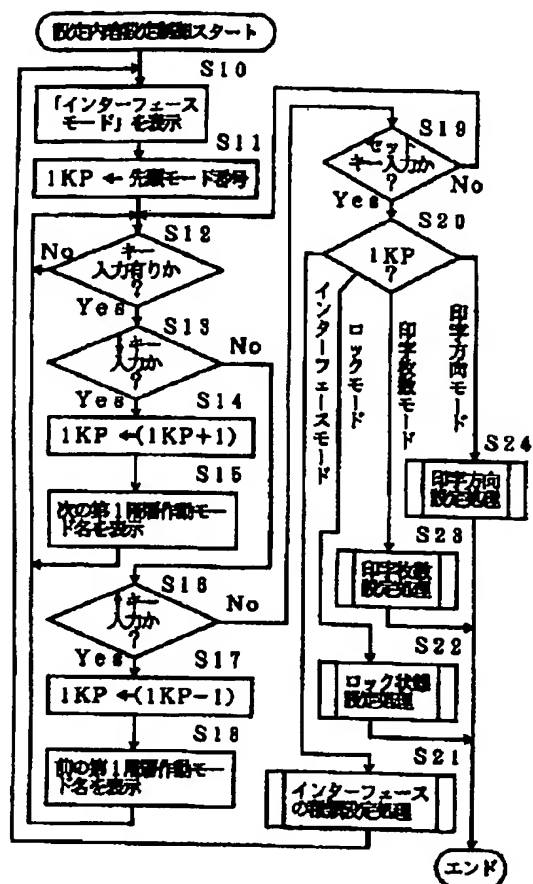 設定内容設定制御スタート
S10
「インターフェース
モード」を表示
S11
1KP ← 先頭モード番号
S12
キー
入力有りか
?
No
Yes
S13
↓キー
入力か
?
No
Yes
S14
1KP ←(1KP+1)
S15
次の第1階層作動モー
ド名を表示
S16
↑キー
入力か
?
No
Yes
S17
1KP ←(1KP-1)
S18
前の第1階層作動モー
ド名を表示
S19
セット
キー入力か
?
No
Yes
S20
1KP
?
インターフェースモード
ロックモード
印字枚数モード
印字方向モード
S24
印字方向
設定処理
S23
印字枚数
設定処理
S22
ロック状態
設定処理
S21
インターフェース
の種類設定処理
エンド